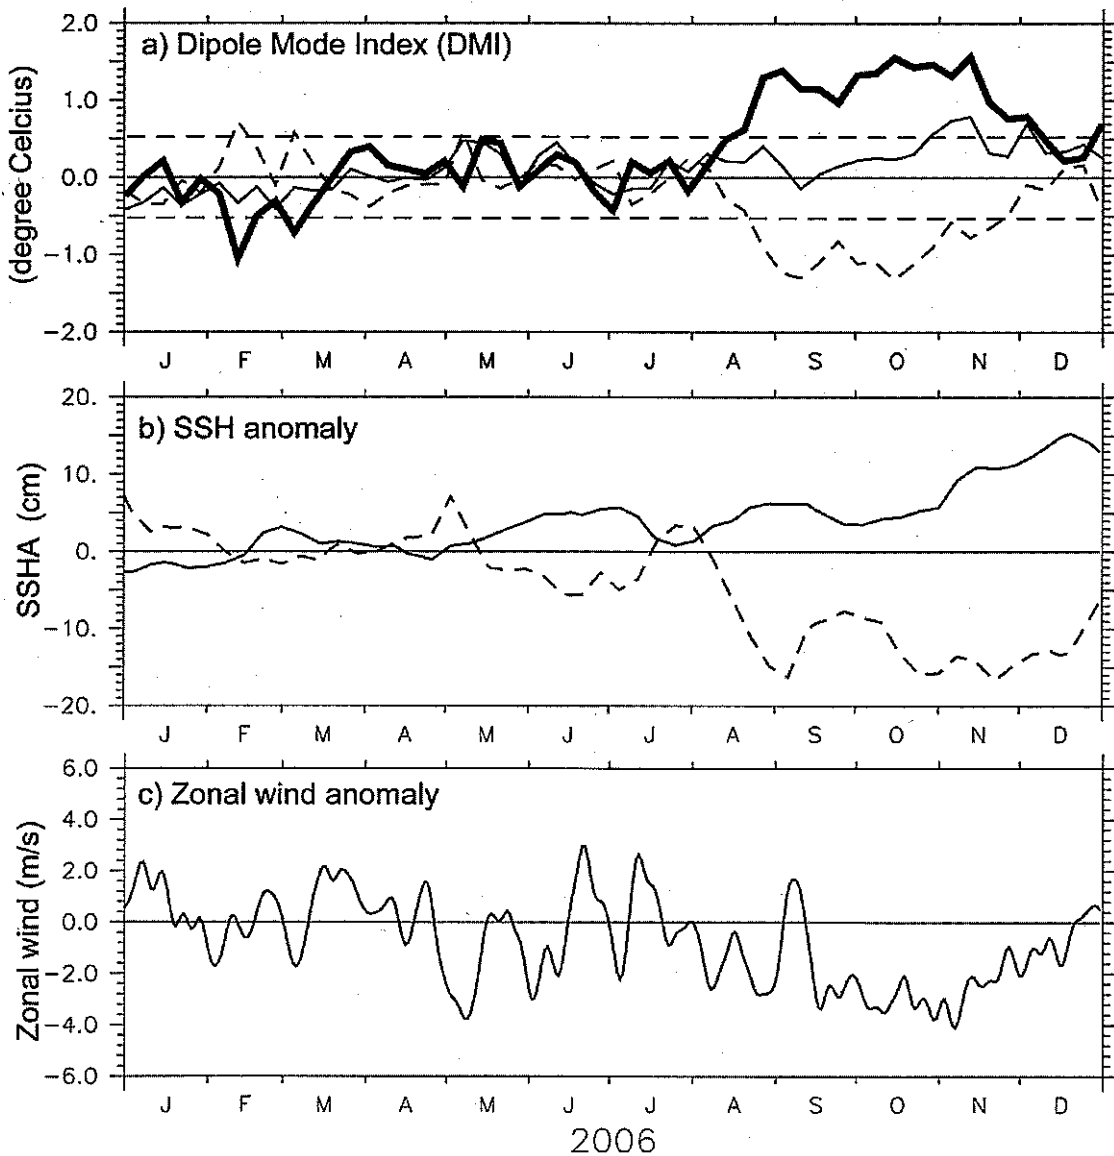 a) Dipole Mode Index (DMI)
(degree Celcius)
2.0
1.0
0.0
−1.0
−2.0
J F M A M J J A S O N D
b) SSH anomaly
SSHA (cm)
20.
10.
0.
−10.
−20.
J F M A M J J A S O N D
c) Zonal wind anomaly
Zonal wind (m/s)
6.0
4.0
2.0
0.0
−2.0
−4.0
−6.0
J F M A M J J A S O N D
2006